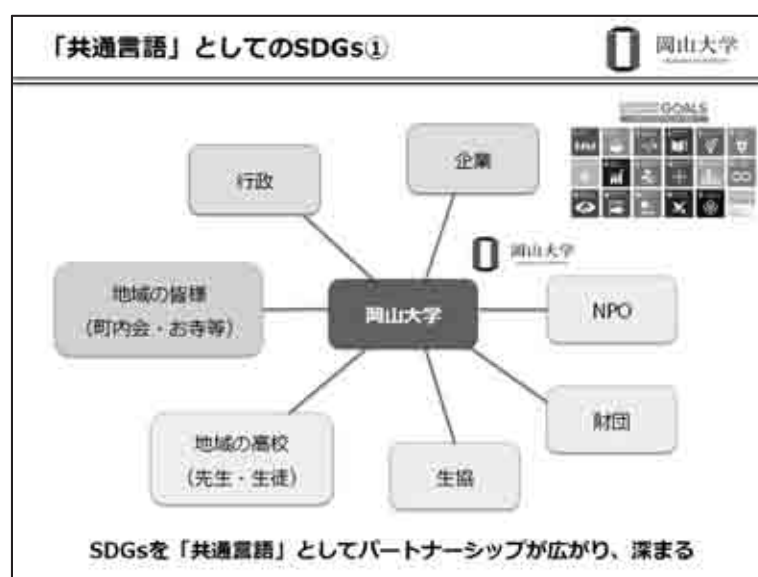 「共通言語」としてのSDGs①
岡山大学
GOALS
企業
行政
岡山大学
地域の皆様
（町内会・お寺等）
岡山大学
NPO
財団
地域の高校
（先生・生徒）
生協
SDGsを「共通言語」としてパートナーシップが広がり、深まる